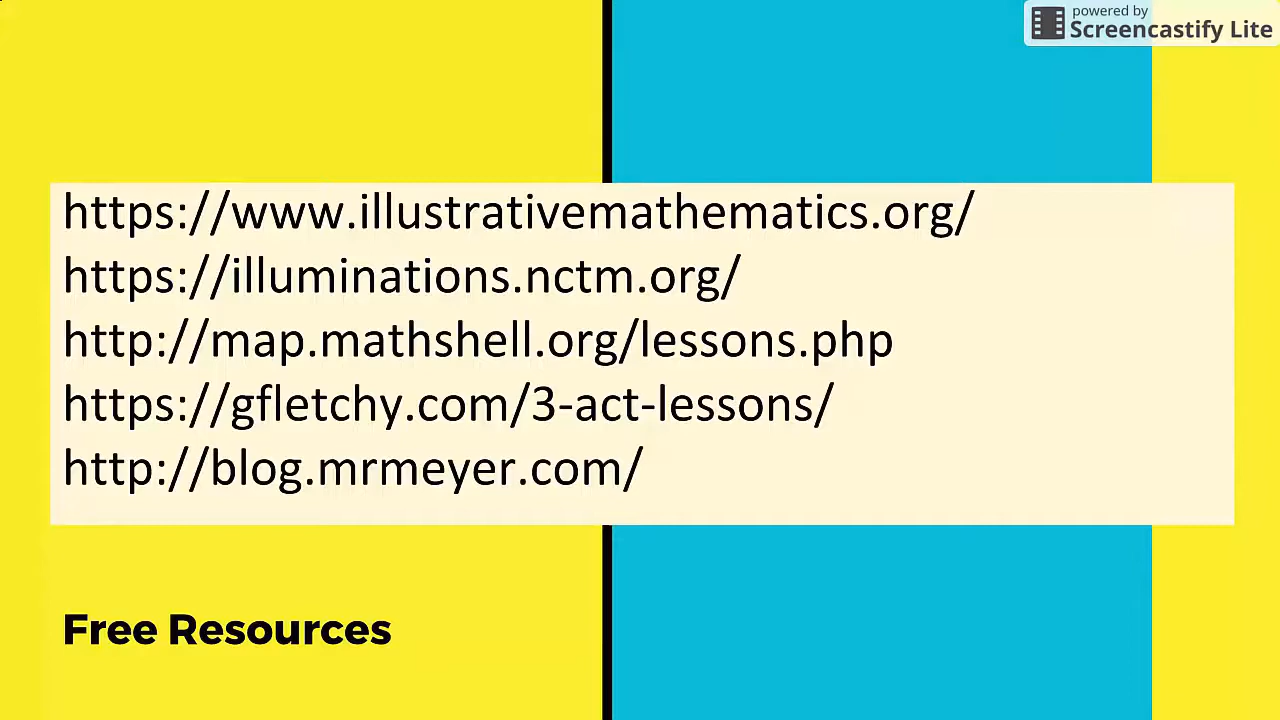 powered by
Screencastify Lite
https://www.illustrativemathematics.org/
https://illuminations.nctm.org/
http://map.mathshell.org/lessons.php
https://gfletchy.com/3-act-lessons/
http://blog.mrmeyer.com/
Free Resources